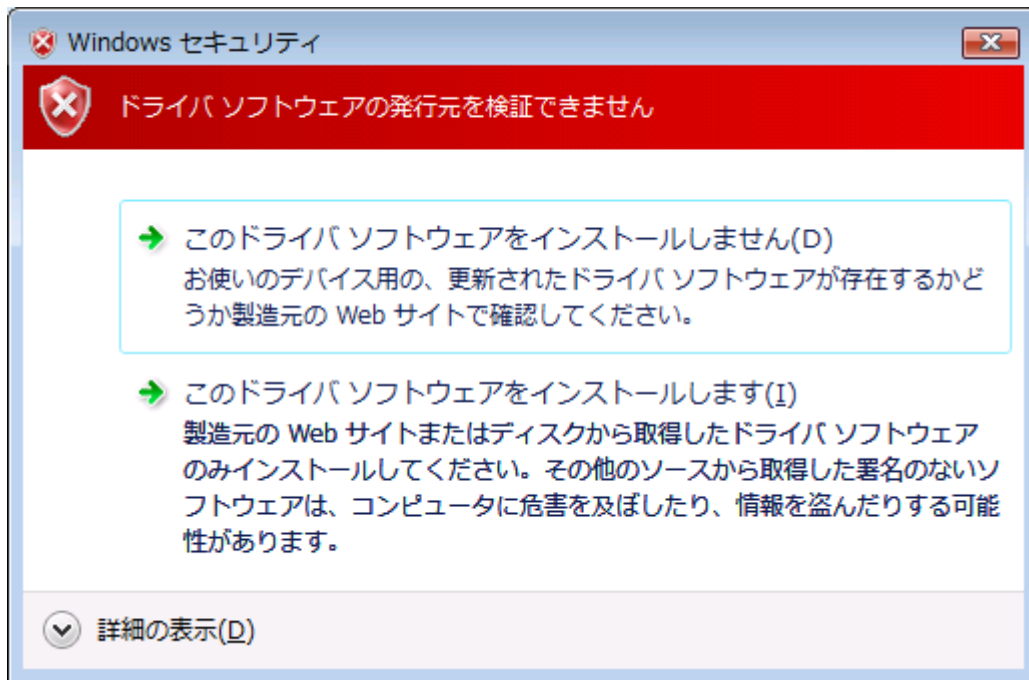 Windows セキュリティ
ドライバ ソフトウェアの発行元を検証できません
このドライバ ソフトウェアをインストールしません(D)
お使いのデバイス用の、更新されたドライバ ソフトウェアが存在するかど
うか製造元の Web サイトで確認してください。
このドライバ ソフトウェアをインストールします(I)
製造元の Web サイトまたはディスクから取得したドライバ ソフトウェア
のみインストールしてください。その他のソースから取得した署名のないソ
フトウェアは、コンピュータに危害を及ぼしたり、情報を盗んだりする可能
性があります。
詳細の表示(D)